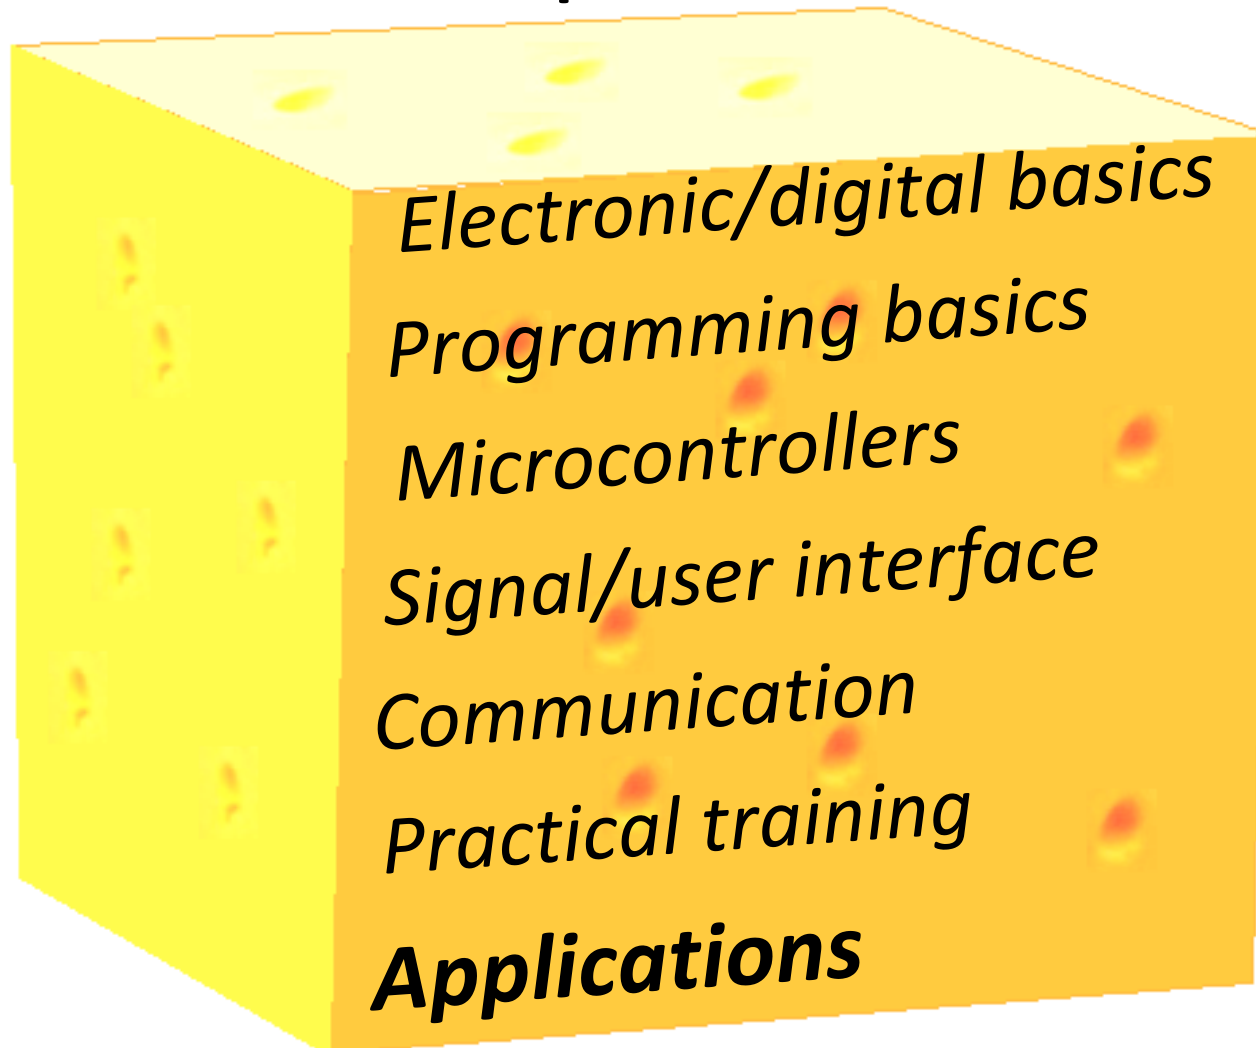 Electronic/digital basics
Programming basics
Microcontrollers
Signal/user interface
Communication
Practical training
Applications